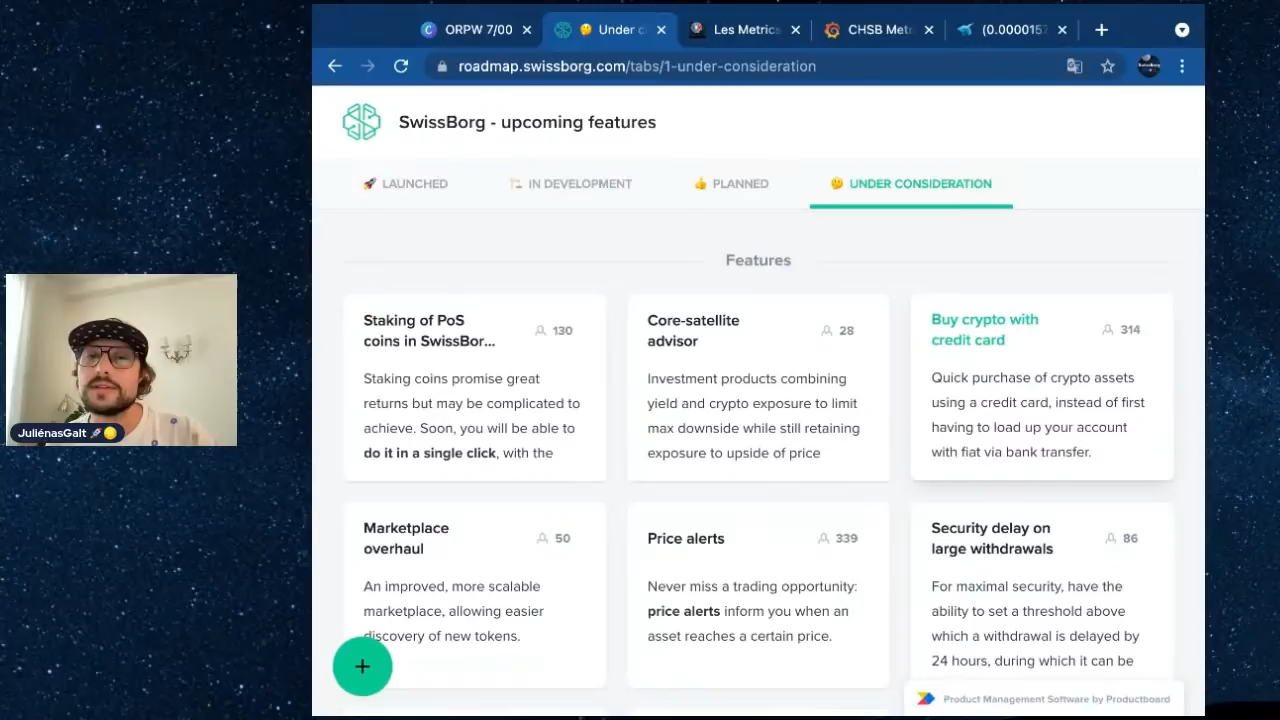 ORPW 7/00
Under c
Les Metrics
CHSB Met
(0.0000157
roadmap.swissborg.com/tabs/1-under-consideration
SwissBorg - upcoming features
LAUNCHED
IN DEVELOPMENT
PLANNED
UNDER CONSIDERATION
Features
Staking of PoS
coins in SwissBor...
130
Staking coins promise great
returns but may be complicated to
achieve. Soon, you will be able to
do it in a single click, with the
Core-satellite
advisor
28
Investment products combining
yield and crypto exposure to limit
max downside while still retaining
exposure to upside of price
Buy crypto with
credit card
314
Quick purchase of crypto assets
using a credit card, instead of first
having to load up your account
with fiat via bank transfer.
JuliénasGalt
Marketplace
overhaul
50
An improved, more scalable
marketplace, allowing easier
discovery of new tokens.
Price alerts
339
Never miss a trading opportunity:
price alerts inform you when an
asset reaches a certain price.
Security delay on
large withdrawals
86
For maximal security, have the
ability to set a threshold above
which a withdrawal is delayed by
24 hours, during which it can be
Product Management Software by Productboard